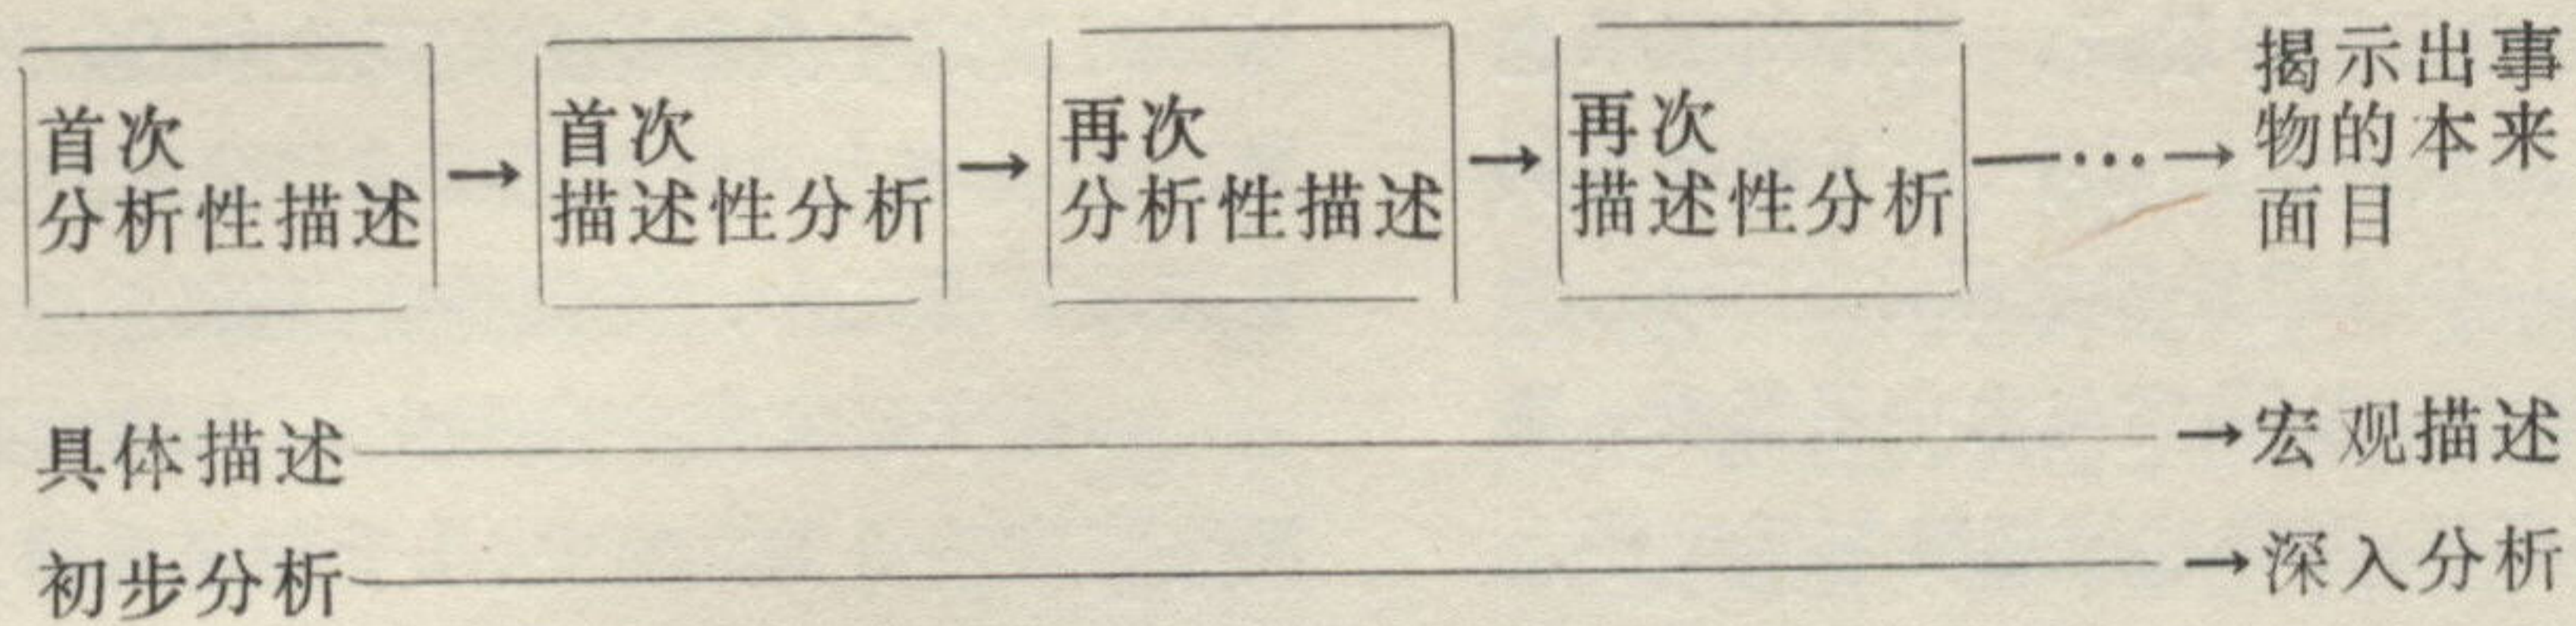 首次
分析性描述
首次
描述性分析
再次
分析性描述
再次
描述性分析
揭示出事
物的本来
面目
具体描述
宏观描述
初步分析
深入分析